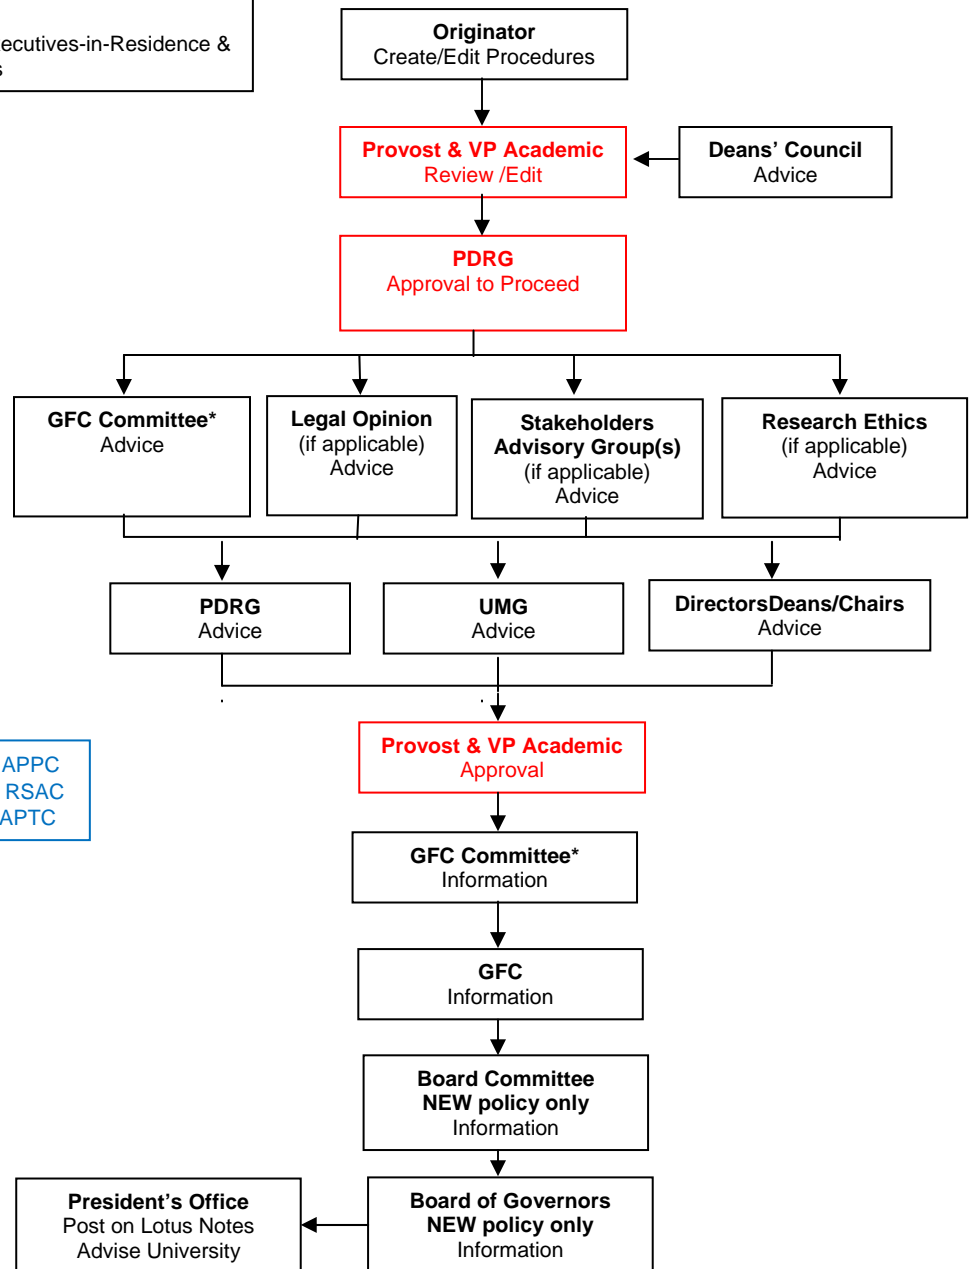 Executives-in-Residence &
Originator
Create/Edit Procedures
Provost & VP Academic
Review /Edit
Deans' Council
Advice
PDRG
Approval to Proceed
GFC Committee*
Advice
Legal Opinion
(if applicable)
Advice
Stakeholders
Advisory Group(s)
(if applicable)
Advice
Research Ethics
(if applicable)
Advice
PDRG
Advice
UMG
Advice
DirectorsDeans/Chairs
Advice
Provost & VP Academic
Approval
APPC
RSAC
APTC
GFC Committee*
Information
GFC
Information
Board Committee
NEW policy only
Information
President's Office
Post on Lotus Notes
Advise University
Board of Governors
NEW policy only
Information